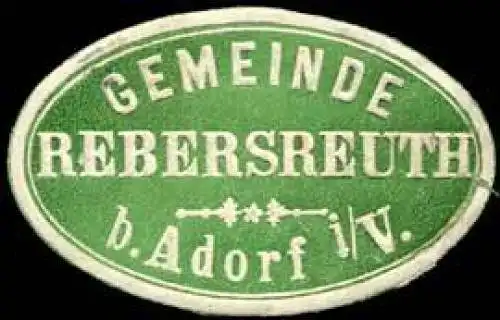 GEMEINDE
REBERSREUTH
b. Adorf i/V.